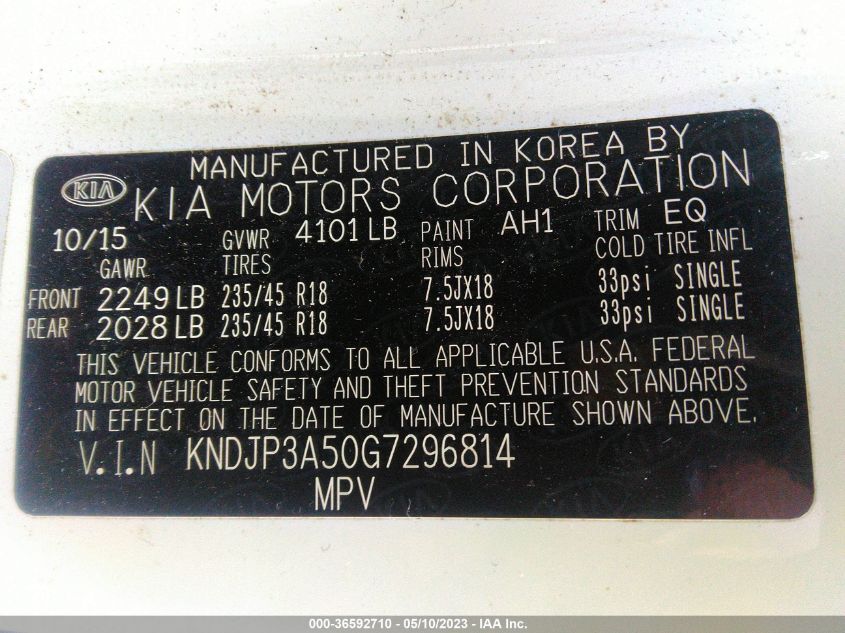 MANUFACTURED IN KOREA BY
KIA KIA MOTORS CORPORATION
10/15 GVWR 4101 LB PAINT AH1 TRIM EQ
GAWR TIRES RIMS COLD TIRE INFL
FRONT 2249 LB 235/45 R18 7.5JX18 33psi SINGLE
REAR 2028 LB 235/45 R18 7.5JX18 33psi SINGLE
THIS VEHICLE CONFORMS TO ALL APPLICABLE U.S.A. FEDERAL
MOTOR VEHICLE SAFETY AND THEFT PREVENTION STANDARDS
IN EFFECT ON THE DATE OF MANUFACTURE SHOWN ABOVE.
V.I.N KNDJP3A50G7296814
MPV
000-36592710 - 05/10/2023 - IAA Inc.